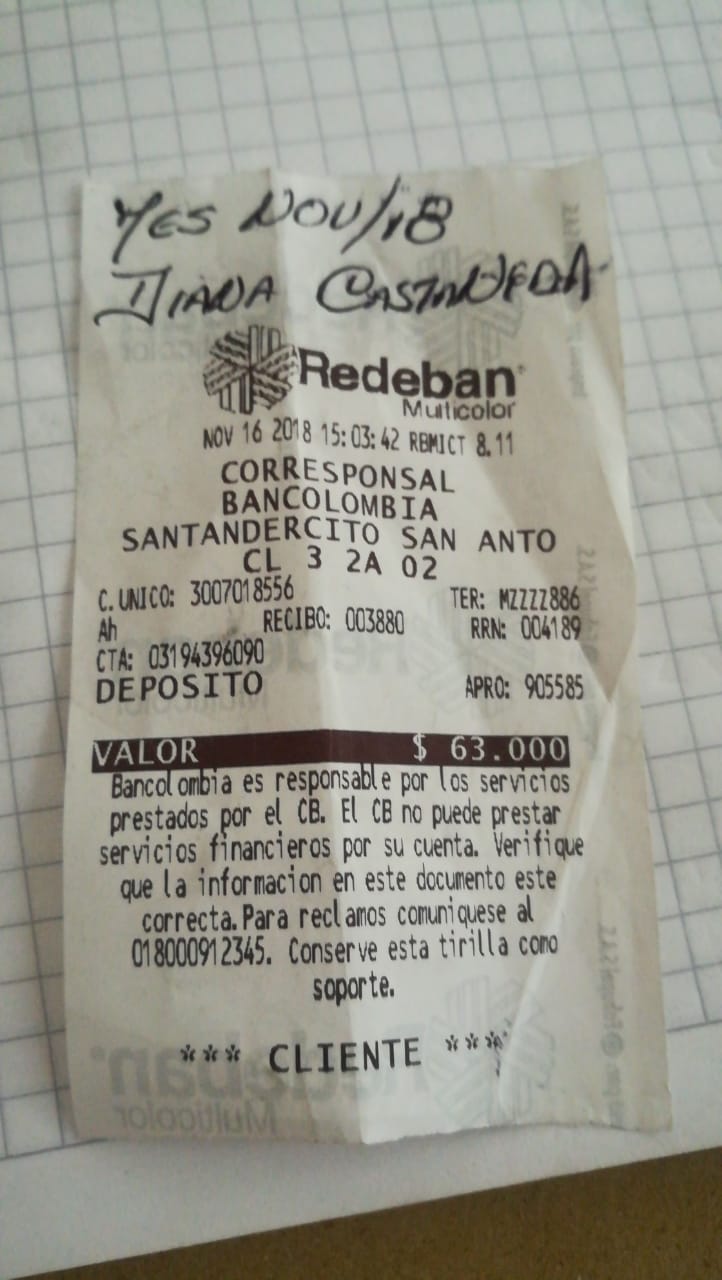 YES NOV/18
DIANA CASTAÑEDA
Redeban
Multicolor
NOV 16 2018 15:03:42 RBMICT 8.11
CORRESPONSAL
BANCOLOMBIA
SANTANDERCITO SAN ANTO
CL 3 2A 02
C. UNICO: 3007018556 TER: MZZZZ886
Ah RECIBO: 003880 RRN: 004189
CTA: 03194396090
DEPOSITO APRO: 905585
VALOR $ 63.000
Bancolombia es responsable por los servicios
prestados por el CB. El CB no puede prestar
servicios financieros por su cuenta. Verifique
que la informacion en este documento este
correcta.Para reclamos comuniquese al
018000912345. Conserve esta tirilla como
soporte.
*** CLIENTE ***
Redeban
Multicolor